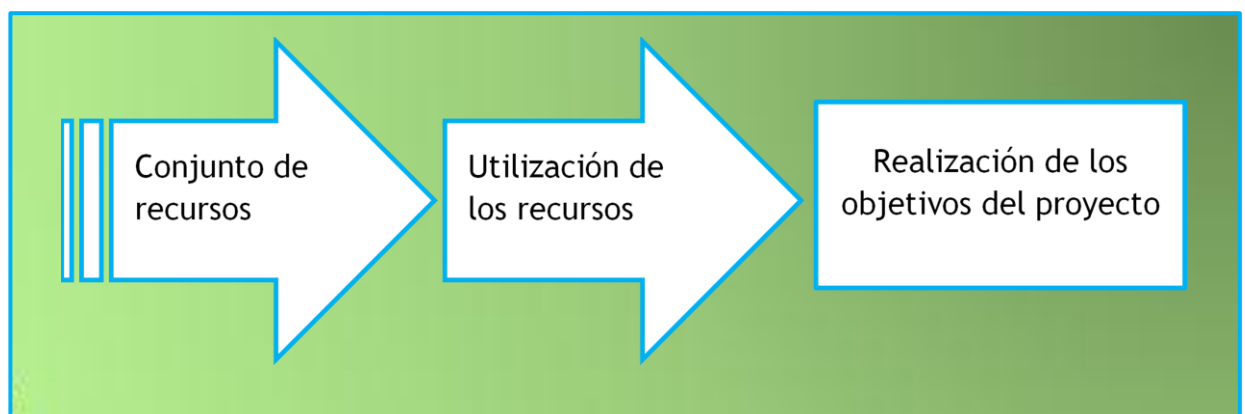 Conjunto de
recursos
Utilización de
los recursos
Realización de los
objetivos del proyecto